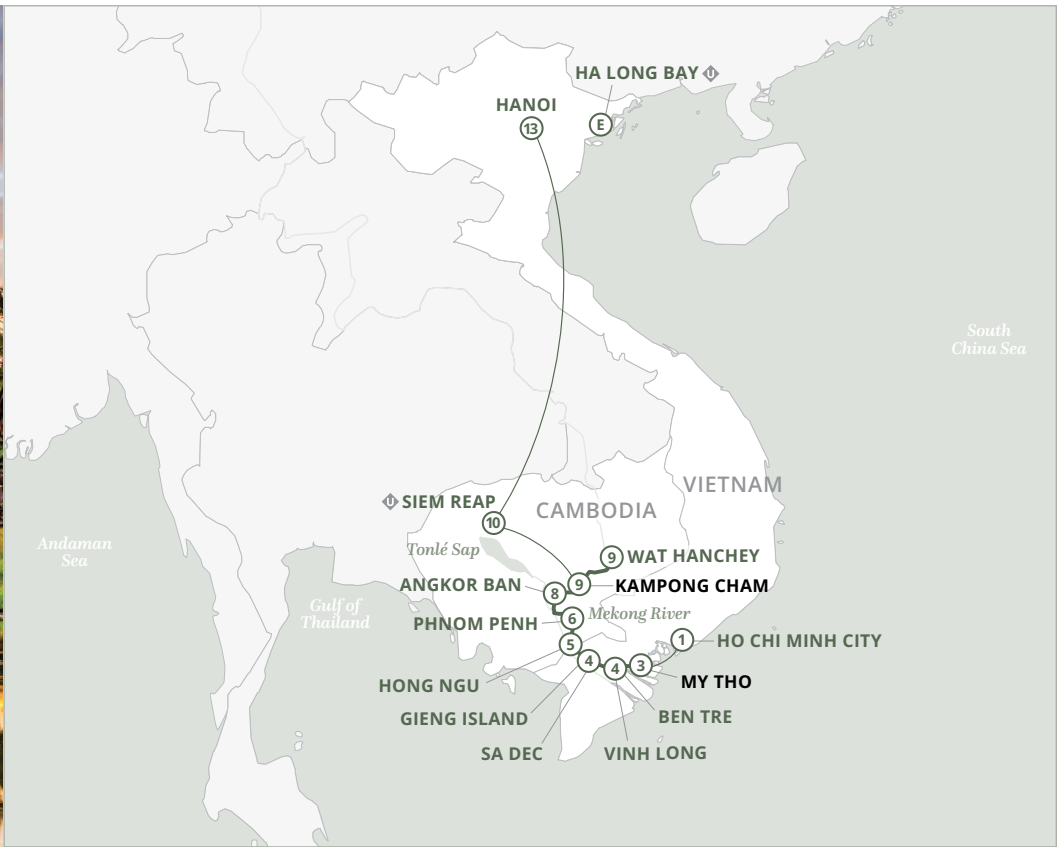 HA LONG BAY U
HANOI
13
E
South
China Sea
VIETNAM
U SIEM REAP
CAMBODIA
10
Tonlé Sap
Andaman
Sea
9 WAT HANCHEY
ANGKOR BAN
8
9
KAMPONG CHAM
Gulf of
Thailand
PHNOM PENH
6
Mekong River
5
1
HO CHI MINH CITY
4
4
3
HONG NGU
MY THO
GIENG ISLAND
BEN TRE
SA DEC
VINH LONG